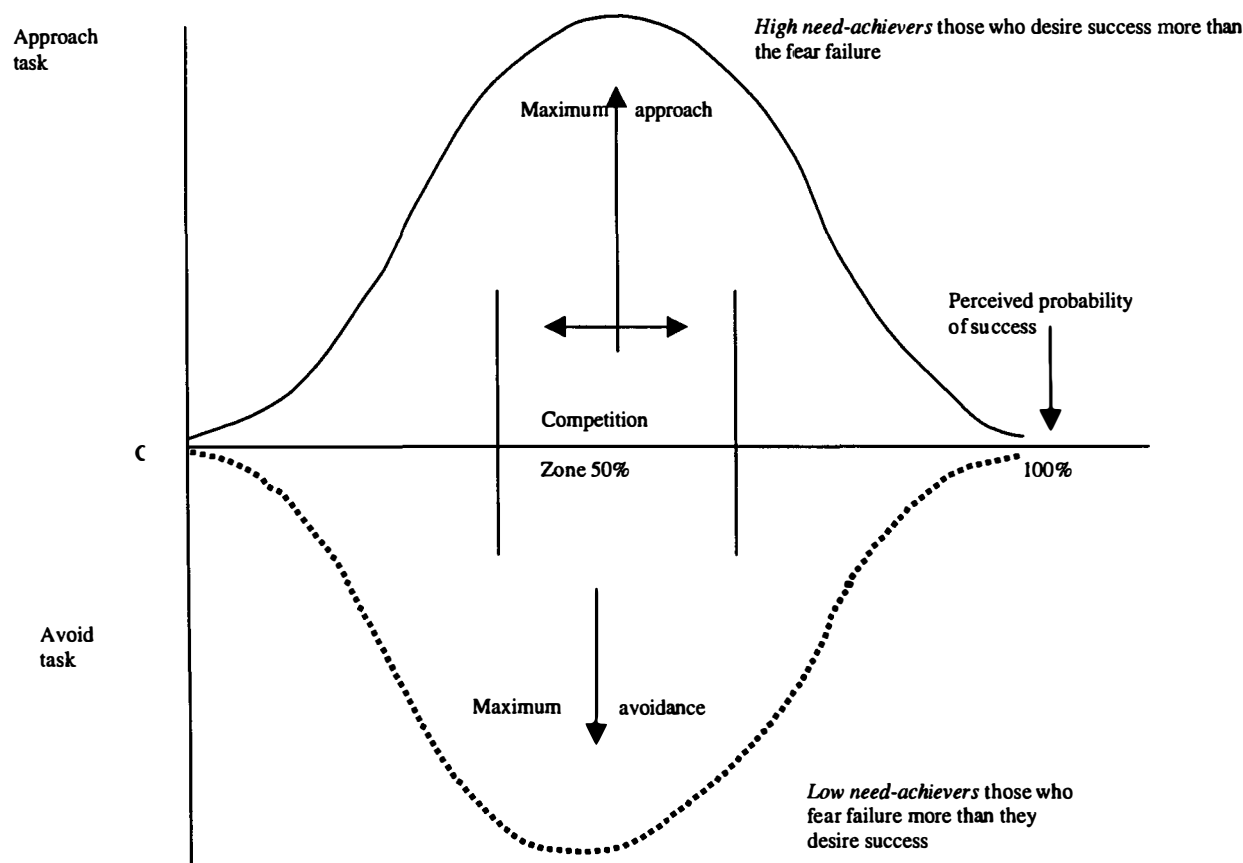 Approach
task
High need-achievers those who desire success more than
the fear failure
Maximum approach
Perceived probability
of success
Competition
Zone 50%
100%
Avoid
task
Maximum avoidance
Low need-achievers those who
fear failure more than they
desire success